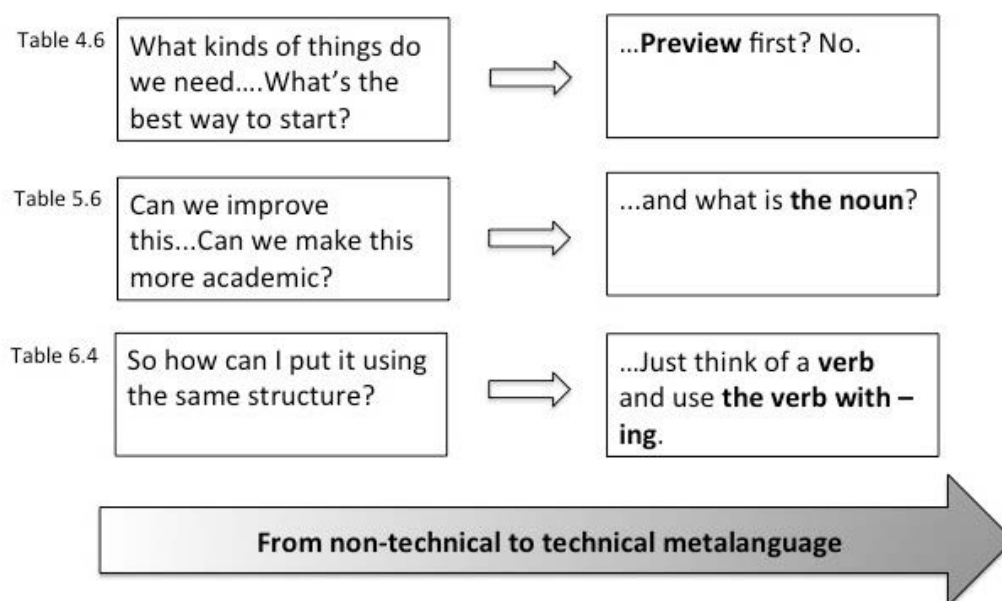 Table 4.6
What kinds of things do
we need....What's the
best way to start?
...Preview first? No.
Table 5.6
Can we improve
this...Can we make this
more academic?
...and what is the noun?
Table 6.4
So how can I put it using
the same structure?
...Just think of a verb
and use the verb with –
ing.
From non-technical to technical metalanguage